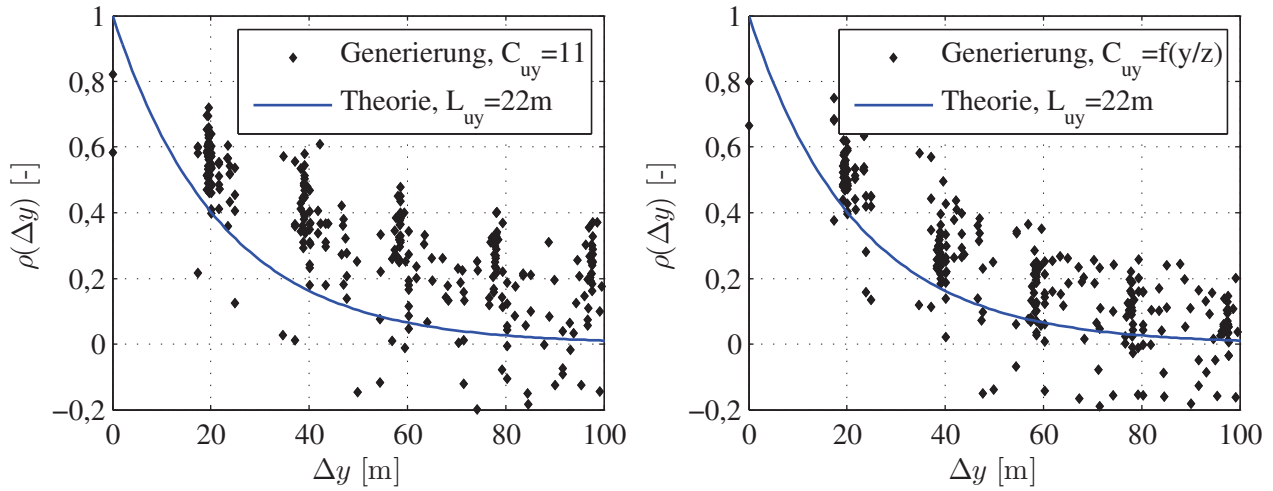 1
0,8
0,6
0,4
0,2
0
−0,2
ρ(Δy) [-]
0 20 40 60 80 100
Δy [m]
Generierung, C_uy=11
Theorie, L_uy=22m
1
0,8
0,6
0,4
0,2
0
−0,2
ρ(Δy) [-]
0 20 40 60 80 100
Δy [m]
Generierung, C_uy=f(y/z)
Theorie, L_uy=22m